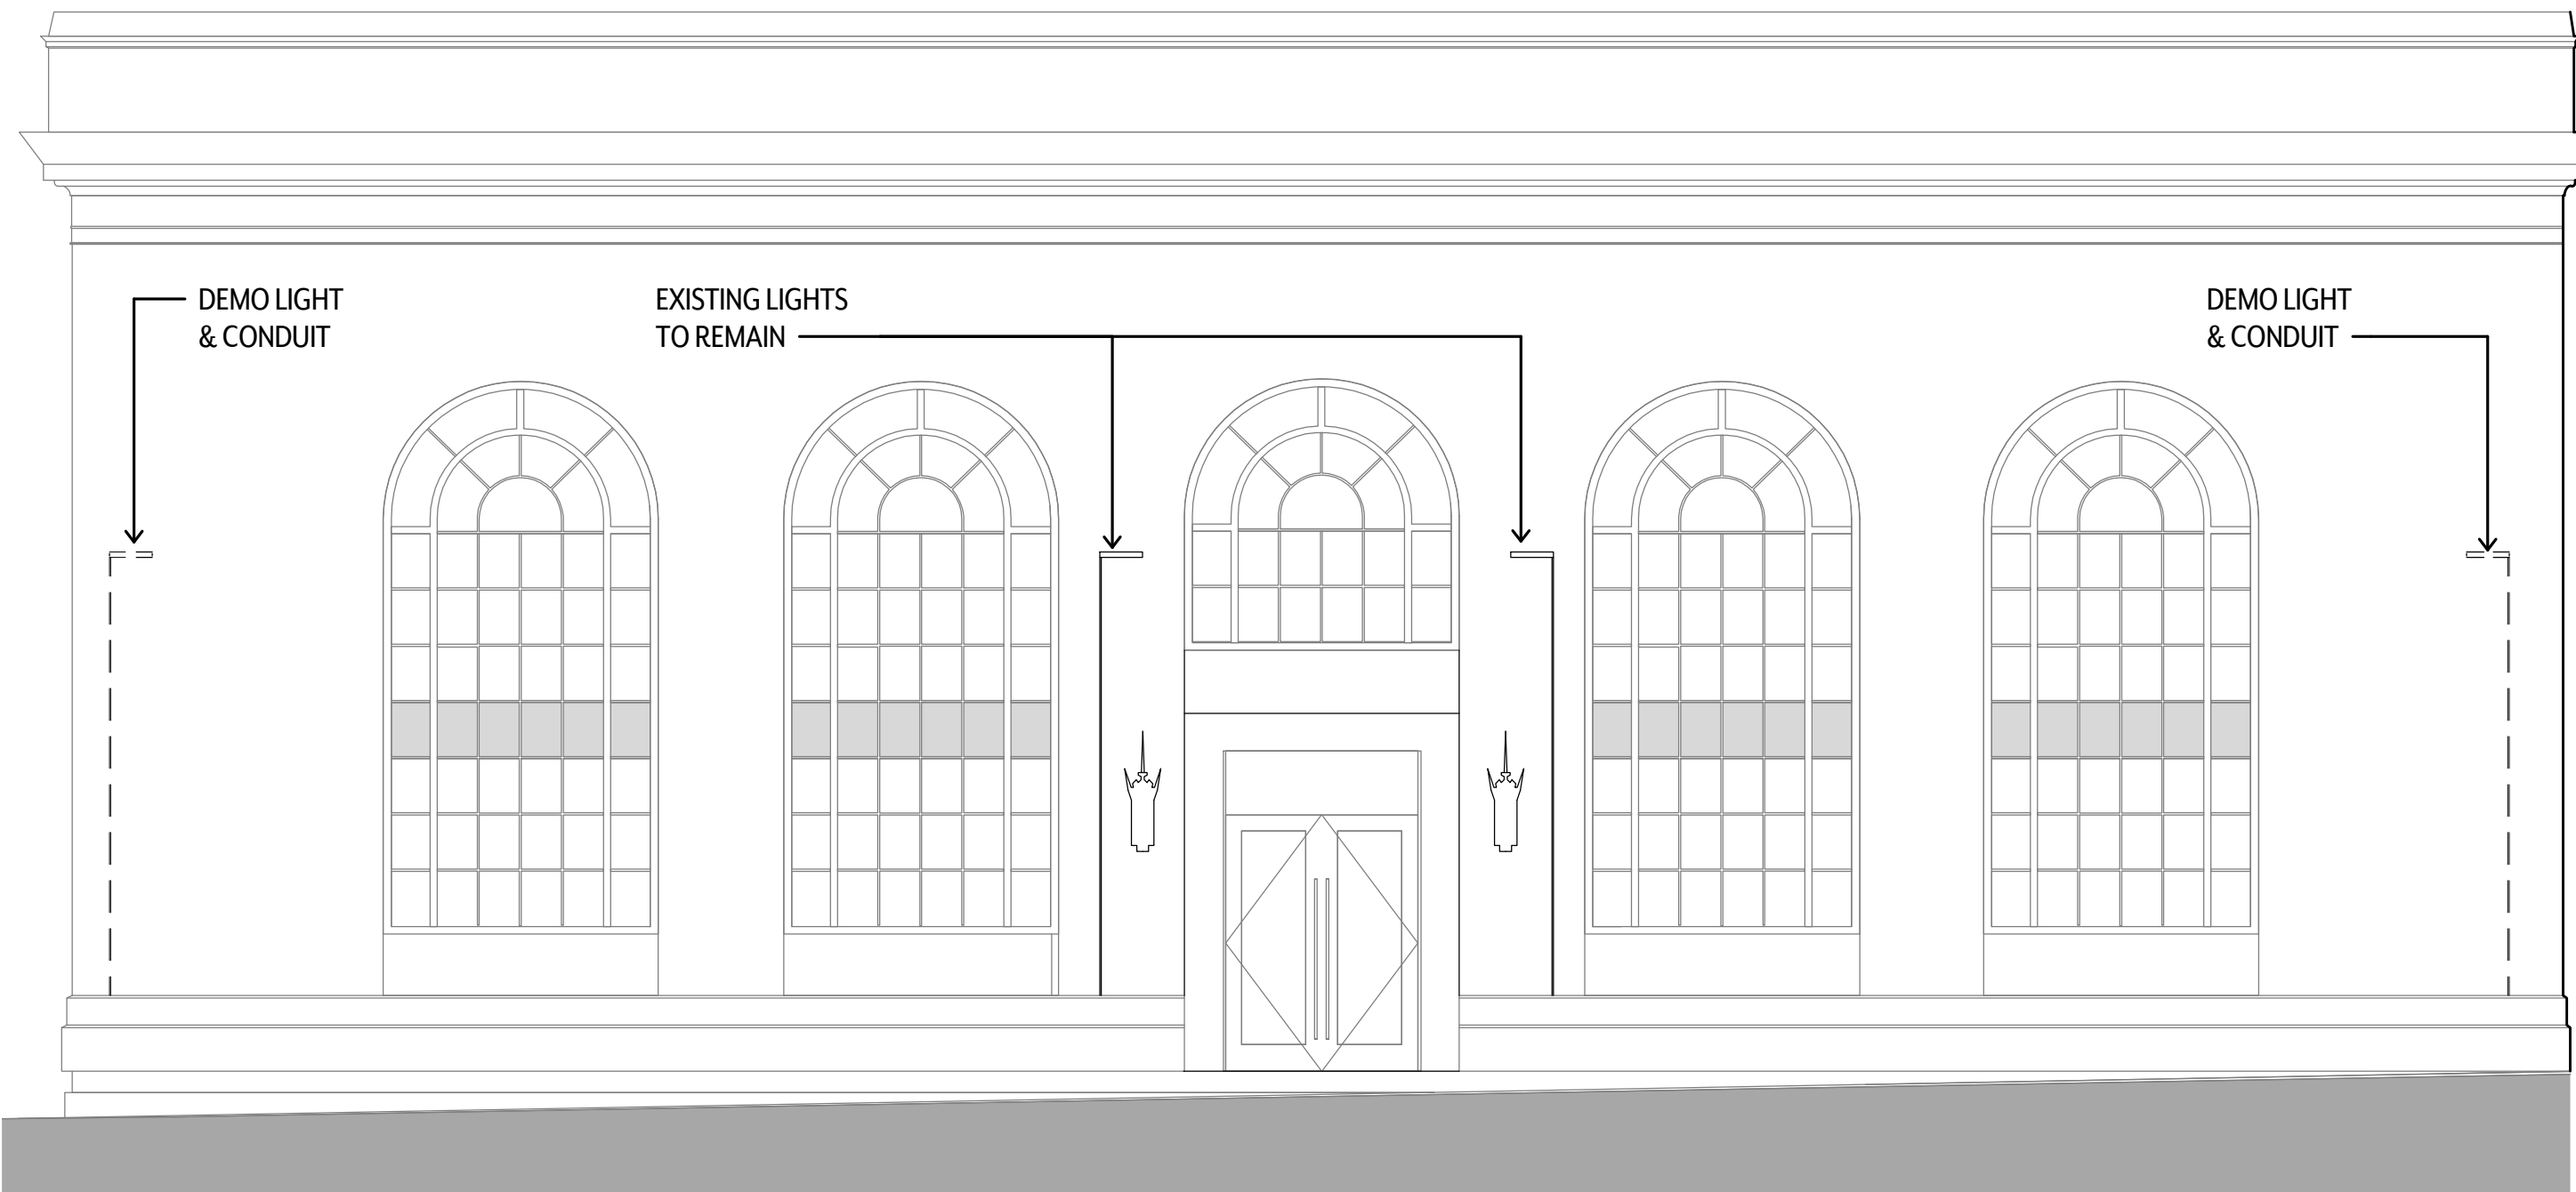 DEMO LIGHT
& CONDUIT
EXISTING LIGHTS
TO REMAIN
DEMO LIGHT
& CONDUIT